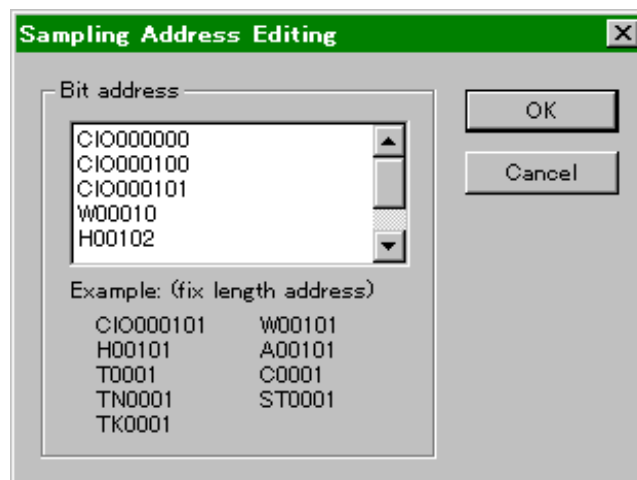 Sampling Address Editing
Bit address
CIO000000
CIO000100
CIO000101
W00010
H00102
OK
Cancel
Example: (fix length address)
CIO000101 W00101
H00101 A00101
T0001 C0001
TN0001 ST0001
TK0001